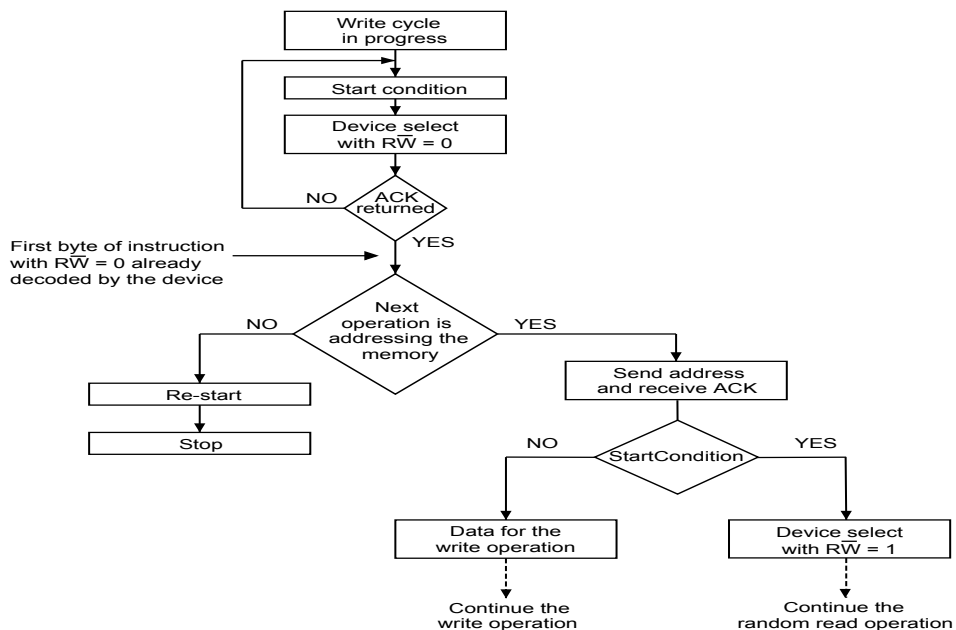 Write cycle
in progress
Start condition
Device select
with RW̅ = 0
NO
ACK
returned
YES
First byte of instruction
with RW̅ = 0 already
decoded by the device
NO
Next
operation is
addressing the
memory
YES
Re-start
Stop
Send address
and receive ACK
NO
StartCondition
YES
Data for the
write operation
Device select
with RW̅ = 1
Continue the
write operation
Continue the
random read operation